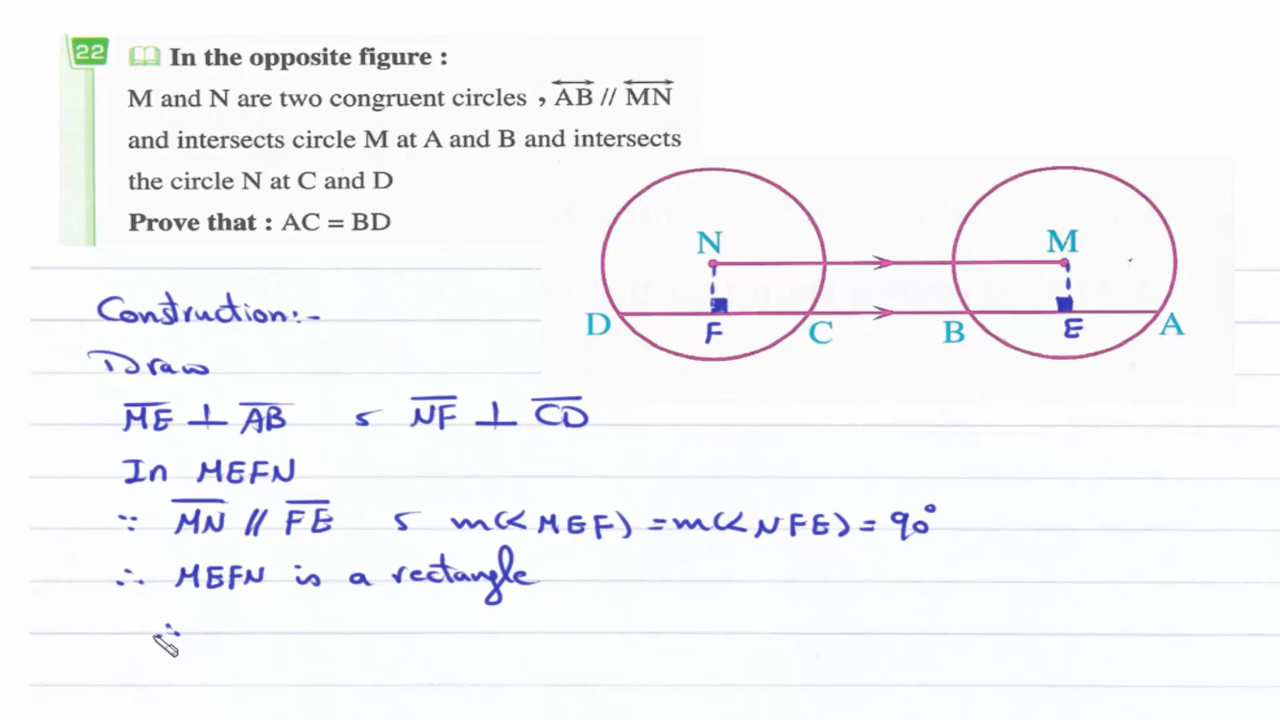 22 In the opposite figure :
M and N are two congruent circles , AB // MN
and intersects circle M at A and B and intersects
the circle N at C and D
Prove that : AC = BD
N
M
D
F
C
B
E
A
Construction:-
Draw
ME ⊥ AB , NF ⊥ CD
In MEFN
∵ MN // FE , m(< MEF) = m(< NFE) = 90°
∴ MEFN is a rectangle
∴